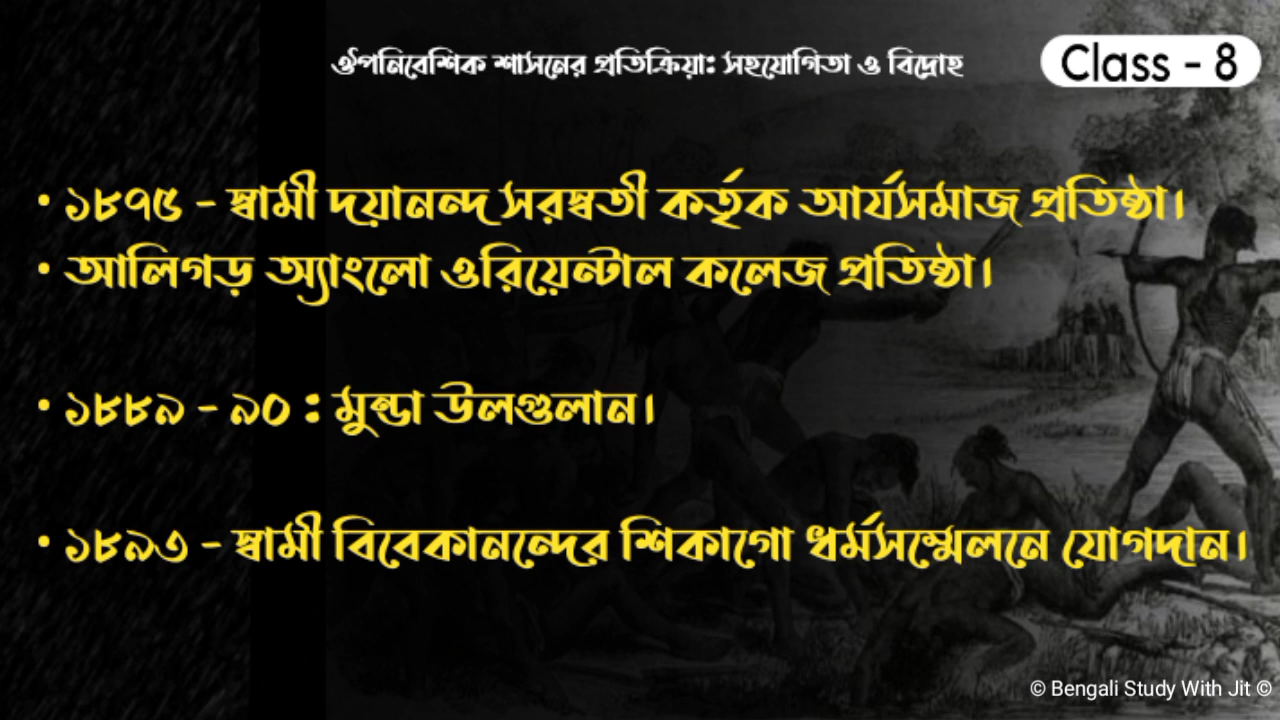 ঔপনিবেশিক শাসনের প্রতিক্রিয়াঃ সহযোগিতা ও বিদ্রোহ
Class - 8
• ১৮৭৫ - স্বামী দয়ানন্দ সরস্বতী কর্তৃক আর্যসমাজ প্রতিষ্ঠা।
• আলিগড় অ্যাংলো ওরিয়েন্টাল কলেজ প্রতিষ্ঠা।
• ১৮৮৯ - ৯০ : মুন্ডা উলগুলান।
• ১৮৯৩ - স্বামী বিবেকানন্দের শিকাগো ধর্মসম্মেলনে যোগদান।
© Bengali Study With Jit ©